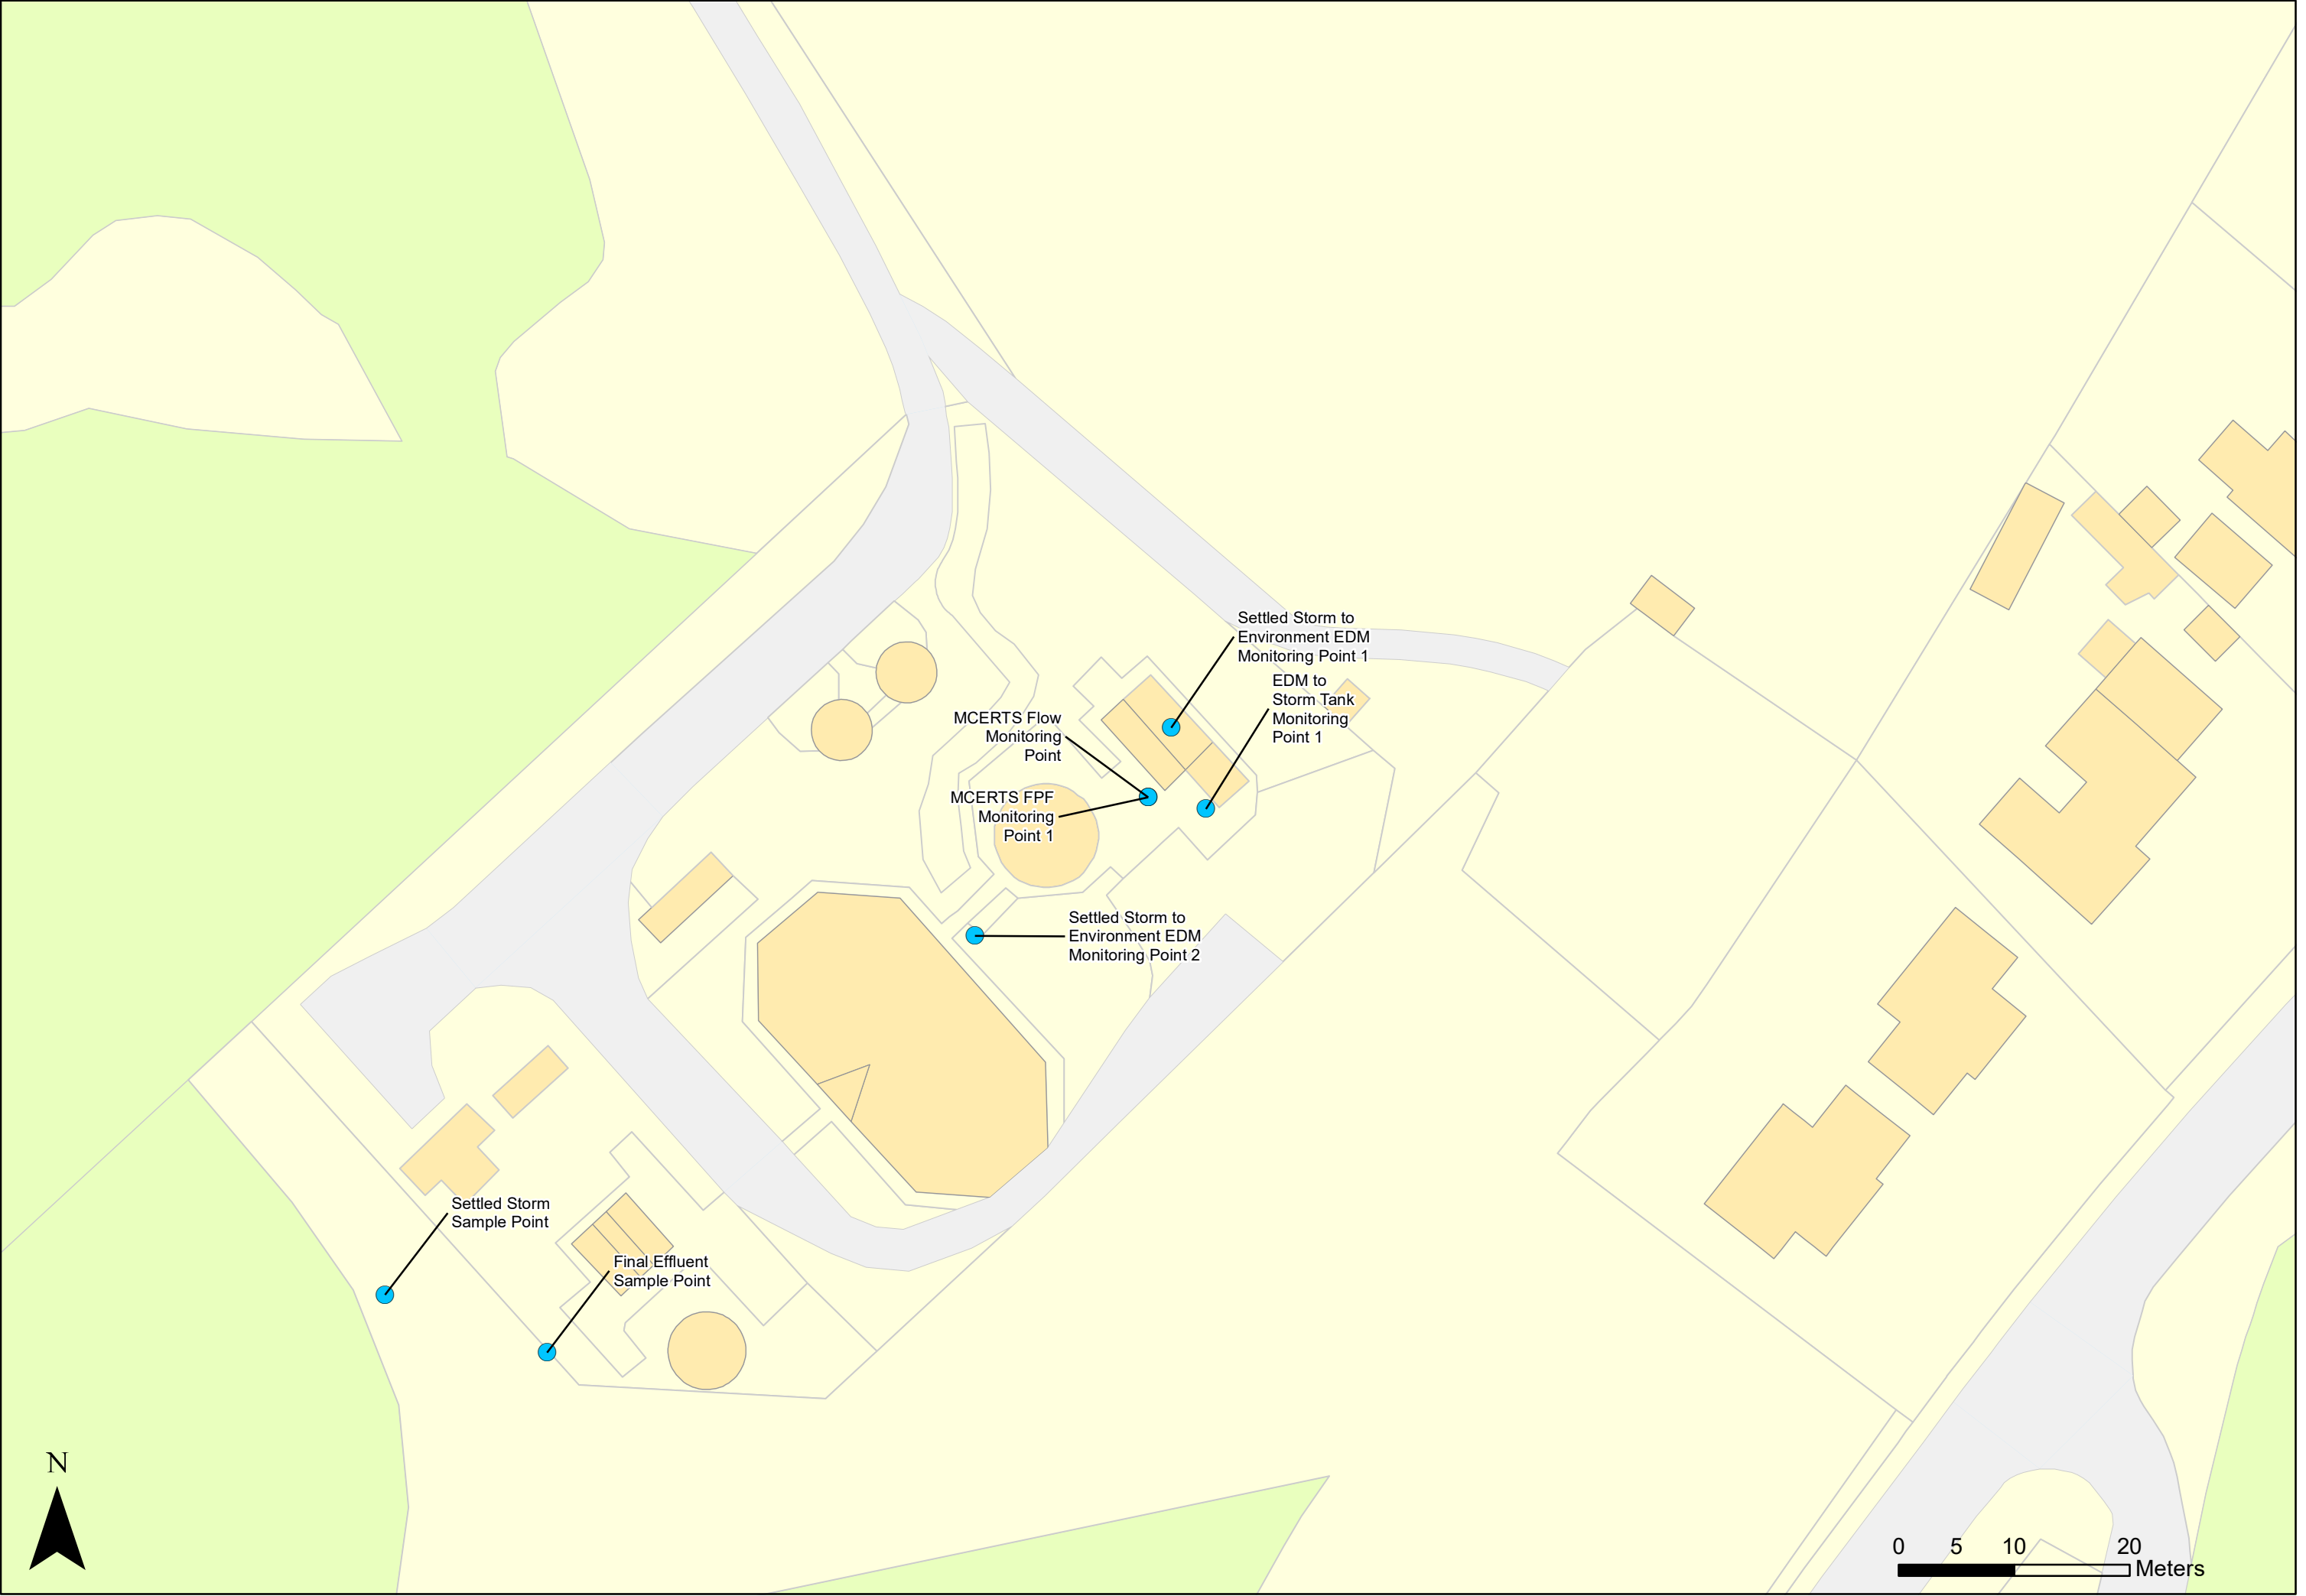 Settled Storm to
Environment EDM
Monitoring Point 1
EDM to
Storm Tank
Monitoring
Point 1
MCERTS Flow
Monitoring
Point
MCERTS FPF
Monitoring
Point 1
Settled Storm to
Environment EDM
Monitoring Point 2
Settled Storm
Sample Point
Final Effluent
Sample Point
N
0 5 10 20
Meters